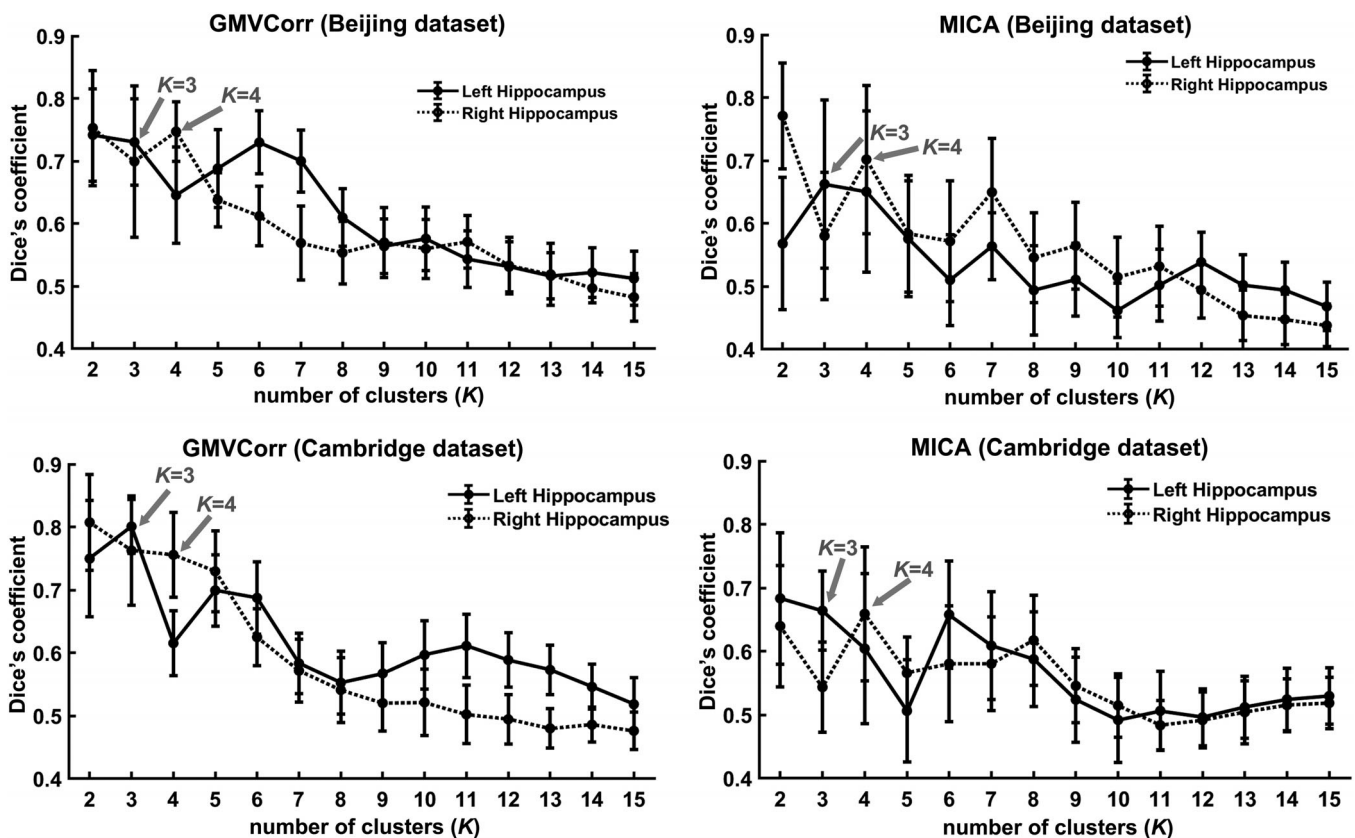 GMVCorr (Beijing dataset)
0.9
0.8
0.7
0.6
0.5
0.4
Dice's coefficient
K=3
K=4
Left Hippocampus
Right Hippocampus
2 3 4 5 6 7 8 9 10 11 12 13 14 15
number of clusters (K)
MICA (Beijing dataset)
0.9
0.8
0.7
0.6
0.5
0.4
Dice's coefficient
Left Hippocampus
Right Hippocampus
K=3
K=4
2 3 4 5 6 7 8 9 10 11 12 13 14 15
number of clusters (K)
GMVCorr (Cambridge dataset)
0.9
0.8
0.7
0.6
0.5
0.4
Dice's coefficient
K=3
K=4
Left Hippocampus
Right Hippocampus
2 3 4 5 6 7 8 9 10 11 12 13 14 15
number of clusters (K)
MICA (Cambridge dataset)
0.9
0.8
0.7
0.6
0.5
0.4
Dice's coefficient
Left Hippocampus
Right Hippocampus
K=3
K=4
2 3 4 5 6 7 8 9 10 11 12 13 14 15
number of clusters (K)